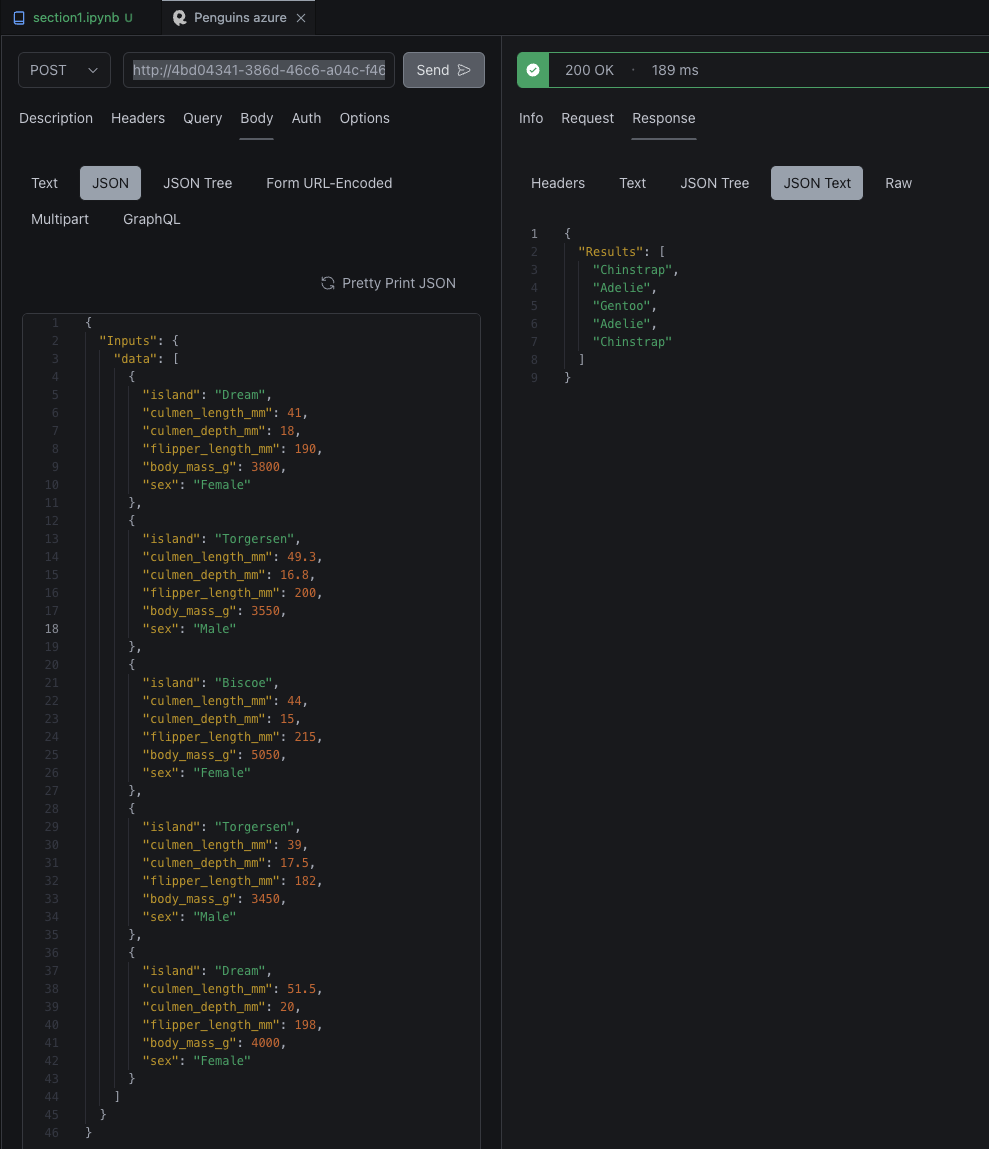 section1.ipynb U
Penguins azure
POST
http://4bd04341-386d-46c6-a04c-f46
Send
Description Headers Query Body Auth Options
Text JSON JSON Tree Form URL-Encoded
Multipart GraphQL
Pretty Print JSON
1 {
2 "Inputs": {
3 "data": [
4 {
5 "island": "Dream",
6 "culmen_length_mm": 41,
7 "culmen_depth_mm": 18,
8 "flipper_length_mm": 190,
9 "body_mass_g": 3800,
10 "sex": "Female"
11 },
12 {
13 "island": "Torgersen",
14 "culmen_length_mm": 49.3,
15 "culmen_depth_mm": 16.8,
16 "flipper_length_mm": 200,
17 "body_mass_g": 3550,
18 "sex": "Male"
19 },
20 {
21 "island": "Biscoe",
22 "culmen_length_mm": 44,
23 "culmen_depth_mm": 15,
24 "flipper_length_mm": 215,
25 "body_mass_g": 5050,
26 "sex": "Female"
27 },
28 {
29 "island": "Torgersen",
30 "culmen_length_mm": 39,
31 "culmen_depth_mm": 17.5,
32 "flipper_length_mm": 182,
33 "body_mass_g": 3450,
34 "sex": "Male"
35 },
36 {
37 "island": "Dream",
38 "culmen_length_mm": 51.5,
39 "culmen_depth_mm": 20,
40 "flipper_length_mm": 198,
41 "body_mass_g": 4000,
42 "sex": "Female"
43 }
44 ]
45 }
46 }
200 OK · 189 ms
Info Request Response
Headers Text JSON Tree JSON Text Raw
1 {
2 "Results": [
3 "Chinstrap",
4 "Adelie",
5 "Gentoo",
6 "Adelie",
7 "Chinstrap"
8 ]
9 }